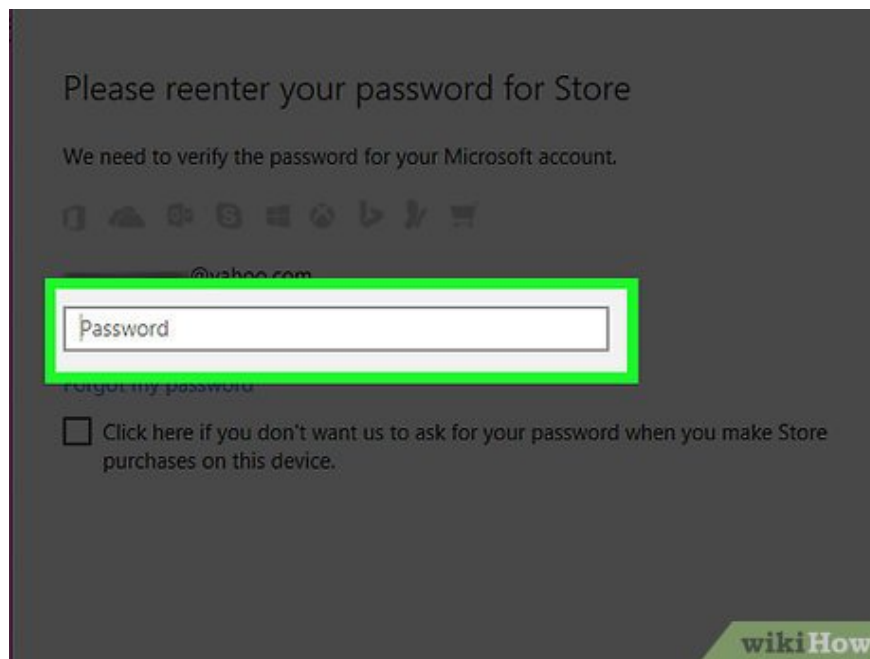 Please reenter your password for Store
We need to verify the password for your Microsoft account.
@yahoo.com
Password
Forgot my password
Click here if you don't want us to ask for your password when you make Store
purchases on this device.
wikiHow